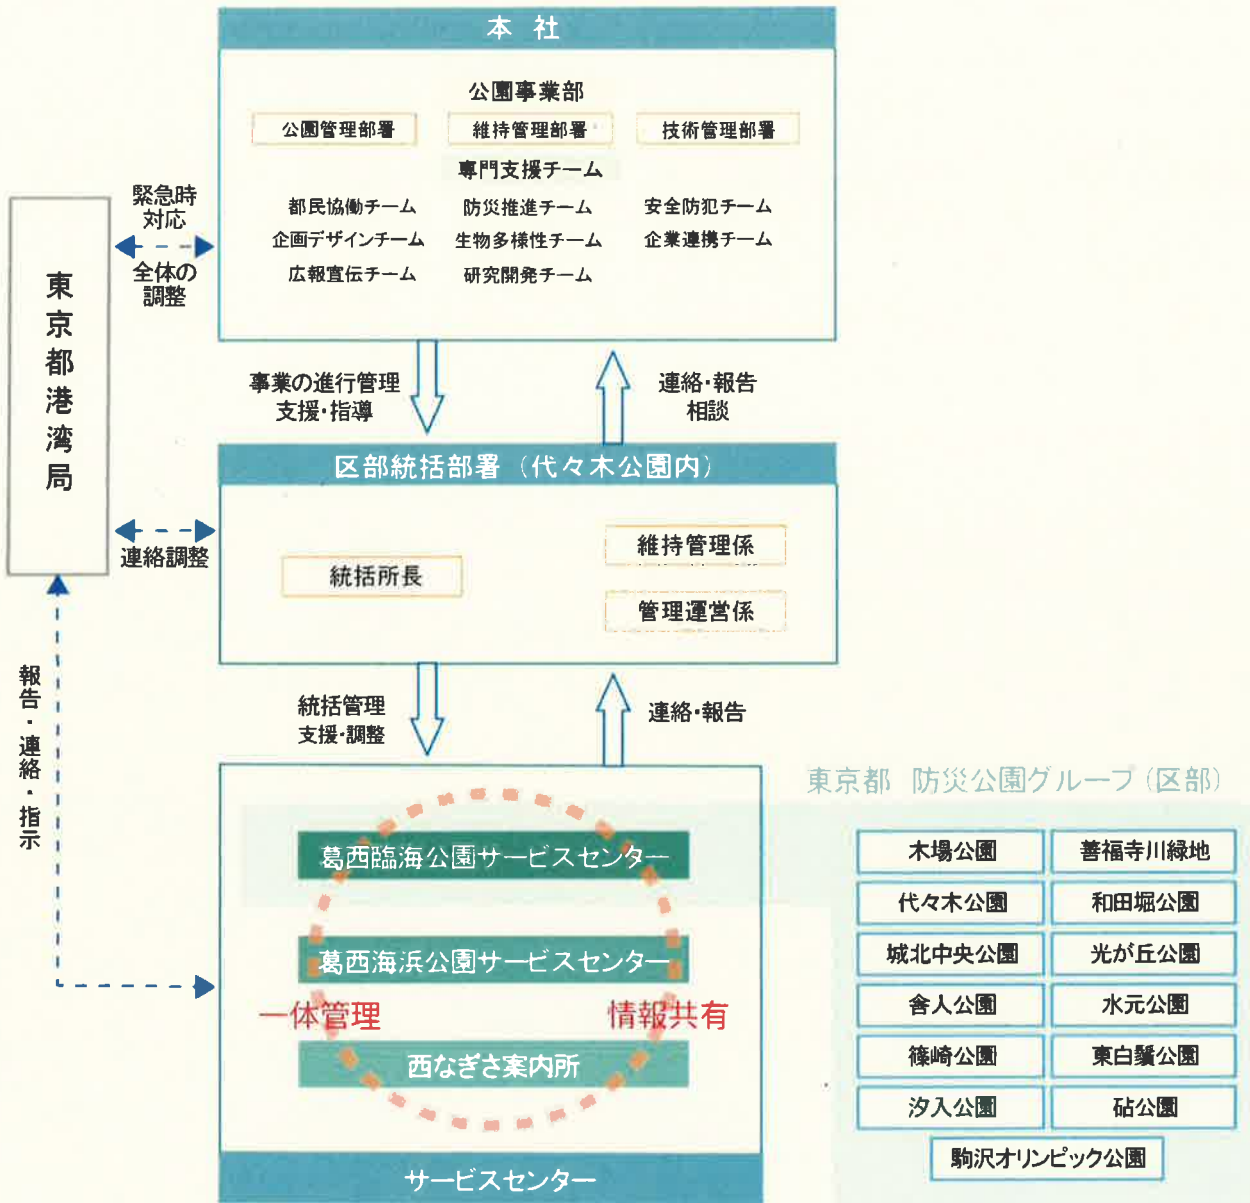 本社
公園事業部
公園管理部署
維持管理部署
技術管理部署
専門支援チーム
都民協働チーム
防災推進チーム
安全防犯チーム
企画デザインチーム
生物多様性チーム
企業連携チーム
広報宣伝チーム
研究開発チーム
緊急時
対応
全体の
調整
東京都港湾局
事業の進行管理
支援・指導
連絡・報告
相談
区部統括部署（代々木公園内）
連絡調整
統括所長
維持管理係
管理運営係
報告・連絡・指示
統括管理
支援・調整
連絡・報告
葛西臨海公園サービスセンター
葛西海浜公園サービスセンター
一体管理
情報共有
西なぎさ案内所
サービスセンター
東京都 防災公園グループ（区部）
木場公園
善福寺川緑地
代々木公園
和田堀公園
城北中央公園
光が丘公園
舎人公園
水元公園
篠崎公園
東白鬚公園
汐入公園
砧公園
駒沢オリンピック公園